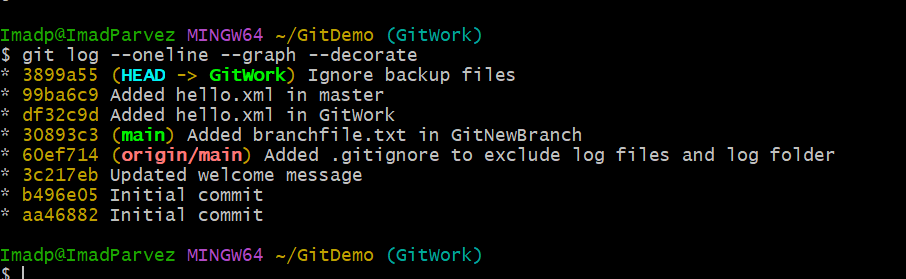 Imadp@ImadParvez MINGW64 ~/GitDemo (GitWork)
$ git log --oneline --graph --decorate
* 3899a55 (HEAD -> GitWork) Ignore backup files
* 99ba6c9 Added hello.xml in master
* df32c9d Added hello.xml in GitWork
* 30893c3 (main) Added branchfile.txt in GitNewBranch
* 60ef714 (origin/main) Added .gitignore to exclude log files and log folder
* 3c217eb Updated welcome message
* b496e05 Initial commit
* aa46882 Initial commit
Imadp@ImadParvez MINGW64 ~/GitDemo (GitWork)
$